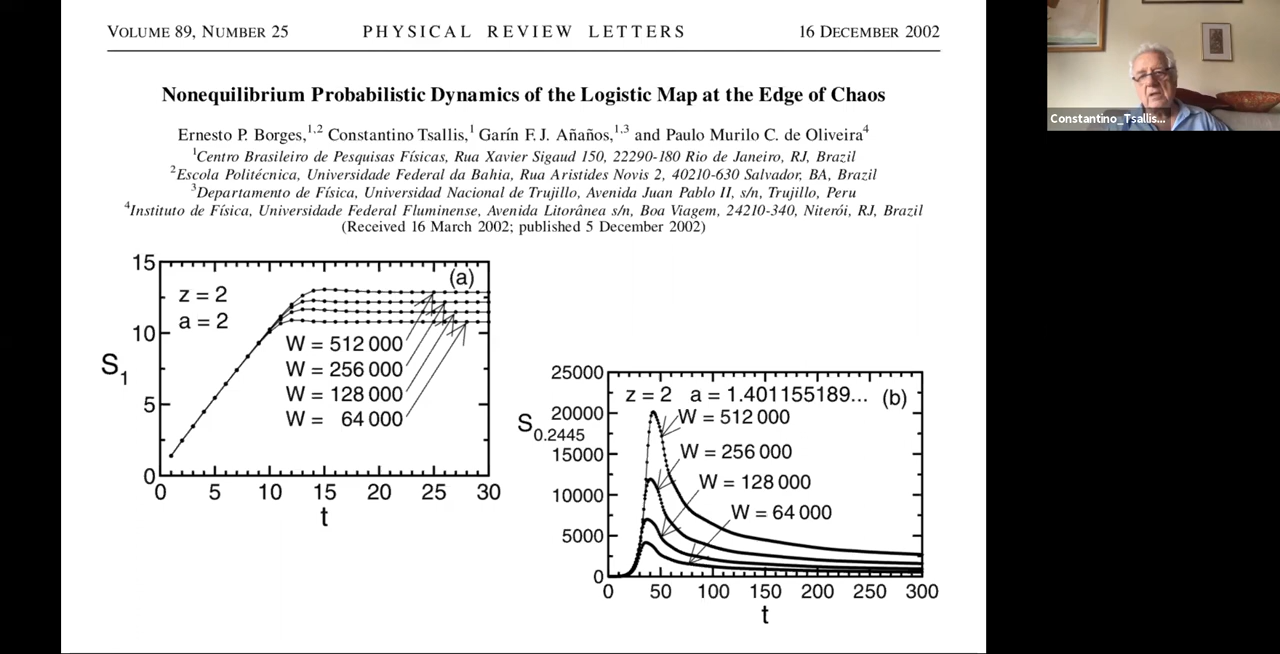 VOLUME 89, NUMBER 25
PHYSICAL REVIEW LETTERS
16 DECEMBER 2002
Nonequilibrium Probabilistic Dynamics of the Logistic Map at the Edge of Chaos
Ernesto P. Borges,1,2 Constantino Tsallis,1 Garín F. J. Añaños,1,3 and Paulo Murilo C. de Oliveira4
1Centro Brasileiro de Pesquisas Físicas, Rua Xavier Sigaud 150, 22290-180 Rio de Janeiro, RJ, Brazil
2Escola Politécnica, Universidade Federal da Bahia, Rua Aristides Novis 2, 40210-630 Salvador, BA, Brazil
3Departamento de Física, Universidad Nacional de Trujillo, Avenida Juan Pablo II, s/n, Trujillo, Peru
4Instituto de Física, Universidade Federal Fluminense, Avenida Litorânea s/n, Boa Viagem, 24210-340, Niterói, RJ, Brazil
(Received 16 March 2002; published 5 December 2002)
15
10
5
0
S1
(a)
z = 2
a = 2
W = 512 000
W = 256 000
W = 128 000
W = 64 000
0 5 10 15 20 25 30
t
25000
20000
15000
10000
5000
0
S0.2445
z = 2 a = 1.401155189... (b)
W = 512 000
W = 256 000
W = 128 000
W = 64 000
0 50 100 150 200 250 300
t
Constantino_Tsallis...